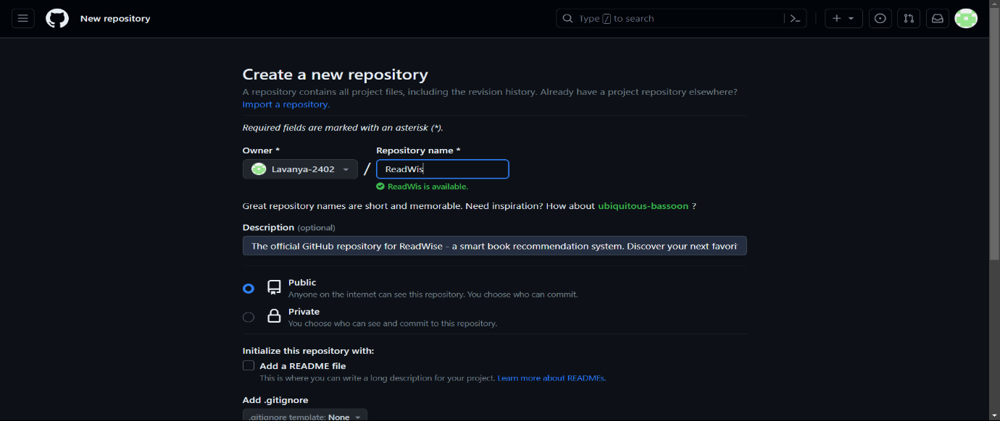 New repository
Type / to search
Create a new repository
A repository contains all project files, including the revision history. Already have a project repository elsewhere?
Import a repository.
Required fields are marked with an asterisk (*).
Owner * Repository name *
Lavanya-2402 / ReadWis
ReadWis is available.
Great repository names are short and memorable. Need inspiration? How about ubiquitous-bassoon ?
Description (optional)
The official GitHub repository for ReadWise - a smart book recommendation system. Discover your next favori
Public
Anyone on the internet can see this repository. You choose who can commit.
Private
You choose who can see and commit to this repository.
Initialize this repository with:
Add a README file
This is where you can write a long description for your project. Learn more about READMEs.
Add .gitignore
.gitignore template: None